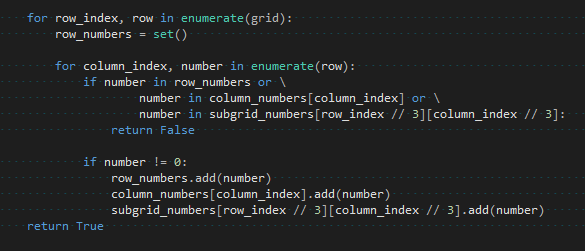 for row_index, row in enumerate(grid):
    row_numbers = set()

    for column_index, number in enumerate(row):
        if number in row_numbers or \
                number in column_numbers[column_index] or \
                number in subgrid_numbers[row_index // 3][column_index // 3]:
            return False

        if number != 0:
            row_numbers.add(number)
            column_numbers[column_index].add(number)
            subgrid_numbers[row_index // 3][column_index // 3].add(number)
return True